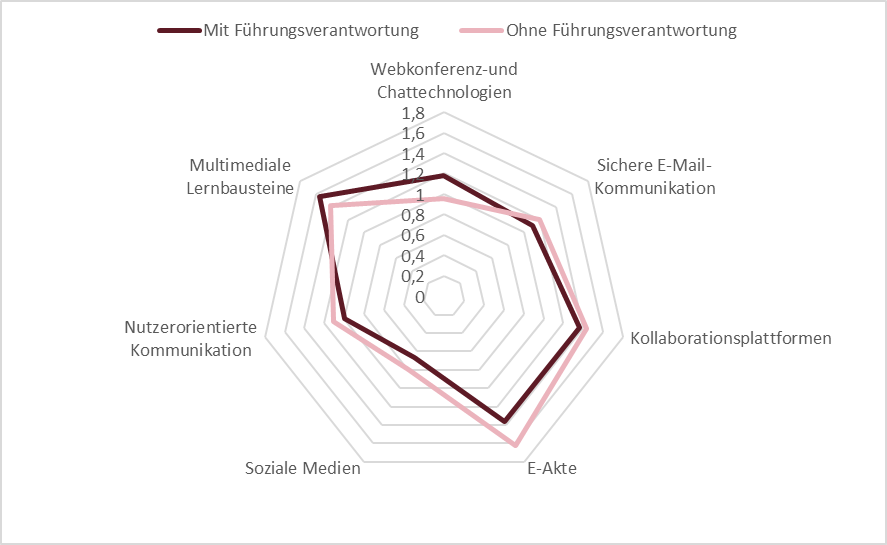 Mit Führungsverantwortung
Ohne Führungsverantwortung
Webkonferenz-und
Chattechnologien
1,8
1,6
1,4
1,2
1
0,8
0,6
0,4
0,2
0
Sichere E-Mail-
Kommunikation
Kollaborationsplattformen
E-Akte
Soziale Medien
Nutzerorientierte
Kommunikation
Multimediale
Lernbausteine